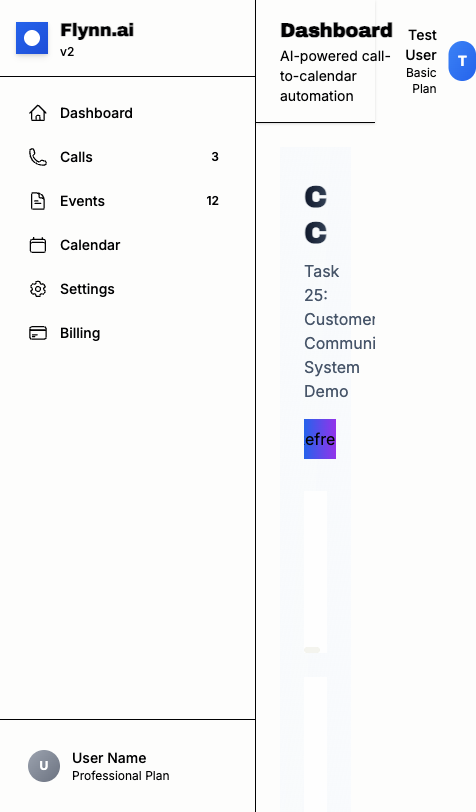 Flynn.ai
v2
Dashboard
Calls 3
Events 12
Calendar
Settings
Billing
User Name
Professional Plan
U
Dashboard
AI-powered call-
to-calendar
automation
Test
User
Basic
Plan
T
C
C
Task
25:
Customer
Communi
System
Demo
efre